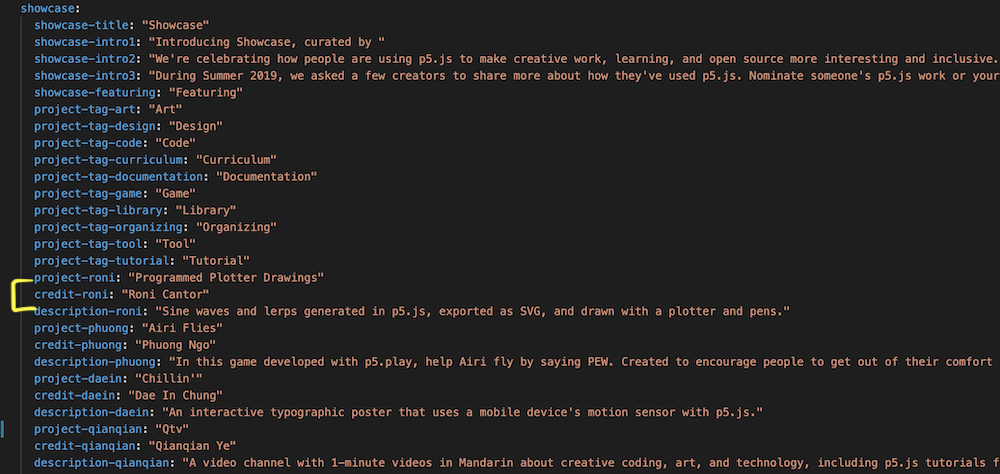 showcase:
showcase-title: "Showcase"
showcase-intro1: "Introducing Showcase, curated by "
showcase-intro2: "We're celebrating how people are using p5.js to make creative work, learning, and open source more interesting and inclusive.
showcase-intro3: "During Summer 2019, we asked a few creators to share more about how they've used p5.js. Nominate someone's p5.js work or your
showcase-featuring: "Featuring"
project-tag-art: "Art"
project-tag-design: "Design"
project-tag-code: "Code"
project-tag-curriculum: "Curriculum"
project-tag-documentation: "Documentation"
project-tag-game: "Game"
project-tag-library: "Library"
project-tag-organizing: "Organizing"
project-tag-tool: "Tool"
project-tag-tutorial: "Tutorial"
project-roni: "Programmed Plotter Drawings"
credit-roni: "Roni Cantor"
description-roni: "Sine waves and lerps generated in p5.js, exported as SVG, and drawn with a plotter and pens."
project-phuong: "Airi Flies"
credit-phuong: "Phuong Ngo"
description-phuong: "In this game developed with p5.play, help Airi fly by saying PEW. Created to encourage people to get out of their comfort
project-daein: "Chillin'"
credit-daein: "Dae In Chung"
description-daein: "An interactive typographic poster that uses a mobile device's motion sensor with p5.js."
project-qianqian: "Qtv"
credit-qianqian: "Qianqian Ye"
description-qianqian: "A video channel with 1-minute videos in Mandarin about creative coding, art, and technology, including p5.js tutorials f